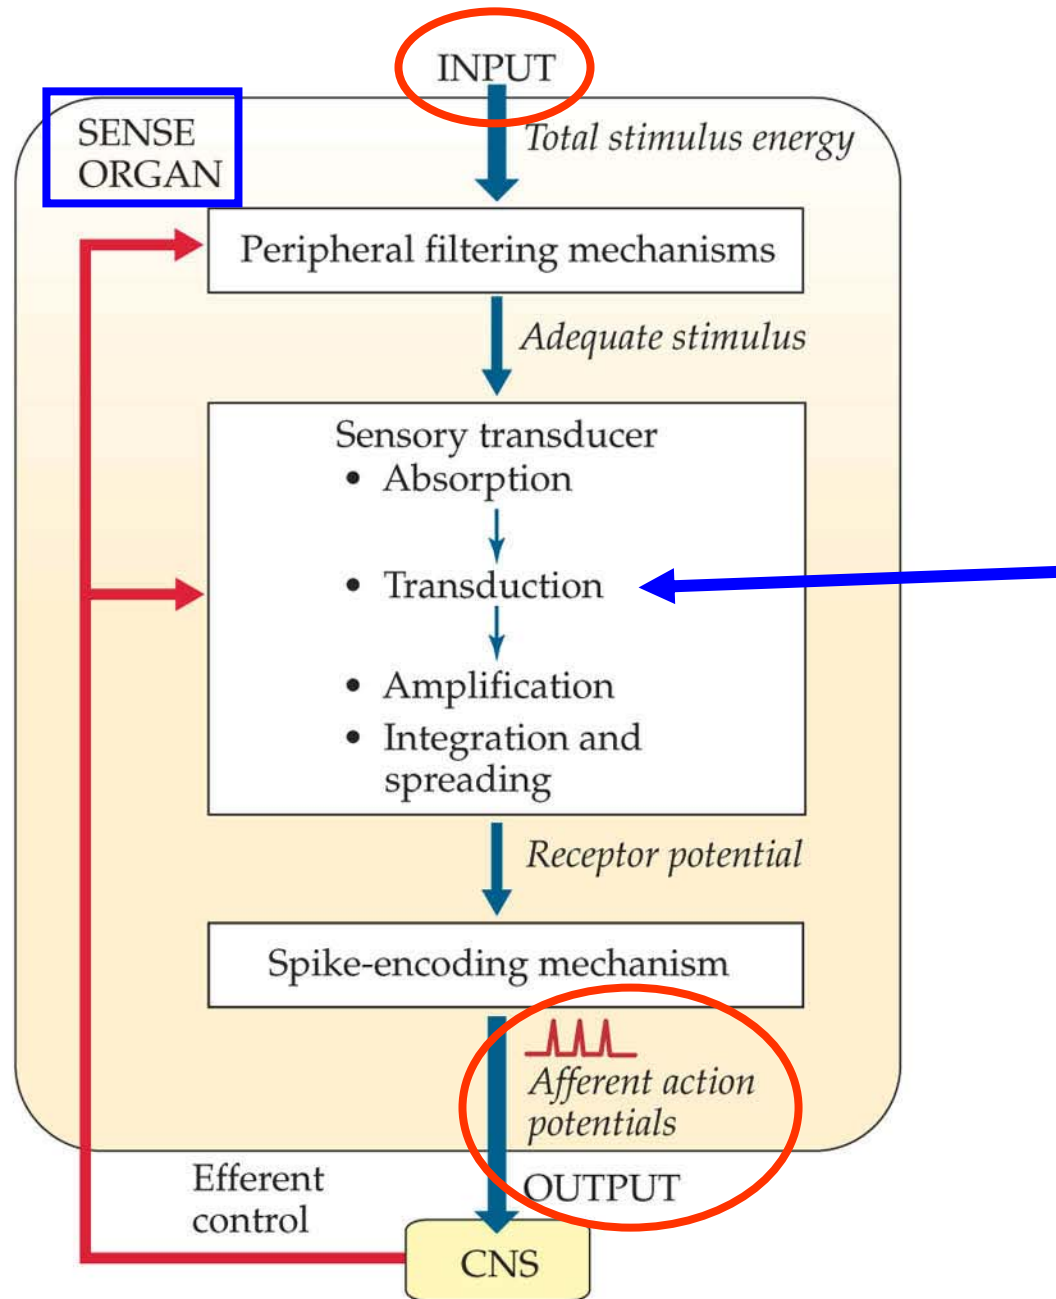 INPUT
SENSE
ORGAN
Total stimulus energy
Peripheral filtering mechanisms
Adequate stimulus
Sensory transducer
• Absorption
• Transduction
• Amplification
• Integration and
spreading
Receptor potential
Spike-encoding mechanism
Afferent action
potentials
Efferent
control
OUTPUT
CNS